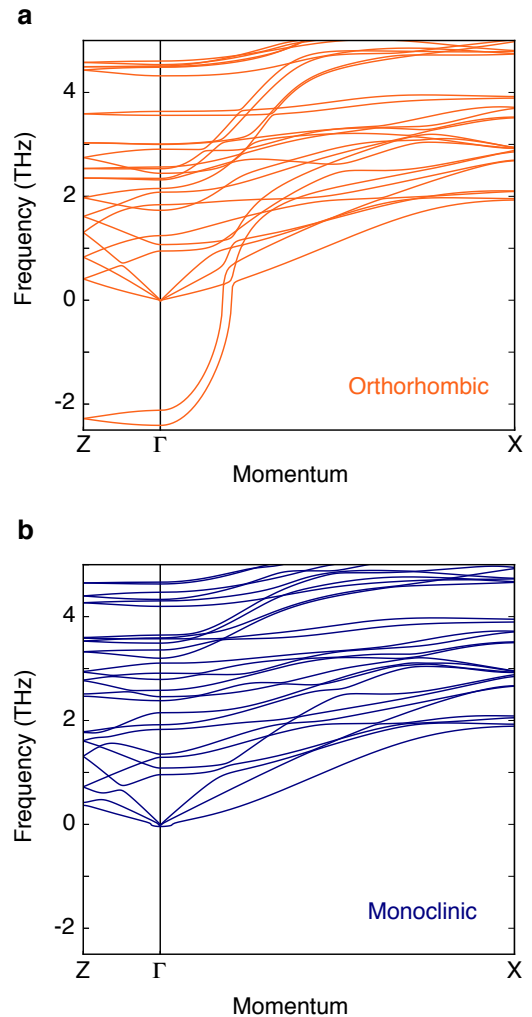 a
4
2
0
-2
Frequency (THz)
Orthorhombic
Z
Γ
X
Momentum
b
4
2
0
-2
Frequency (THz)
Monoclinic
Z
Γ
X
Momentum